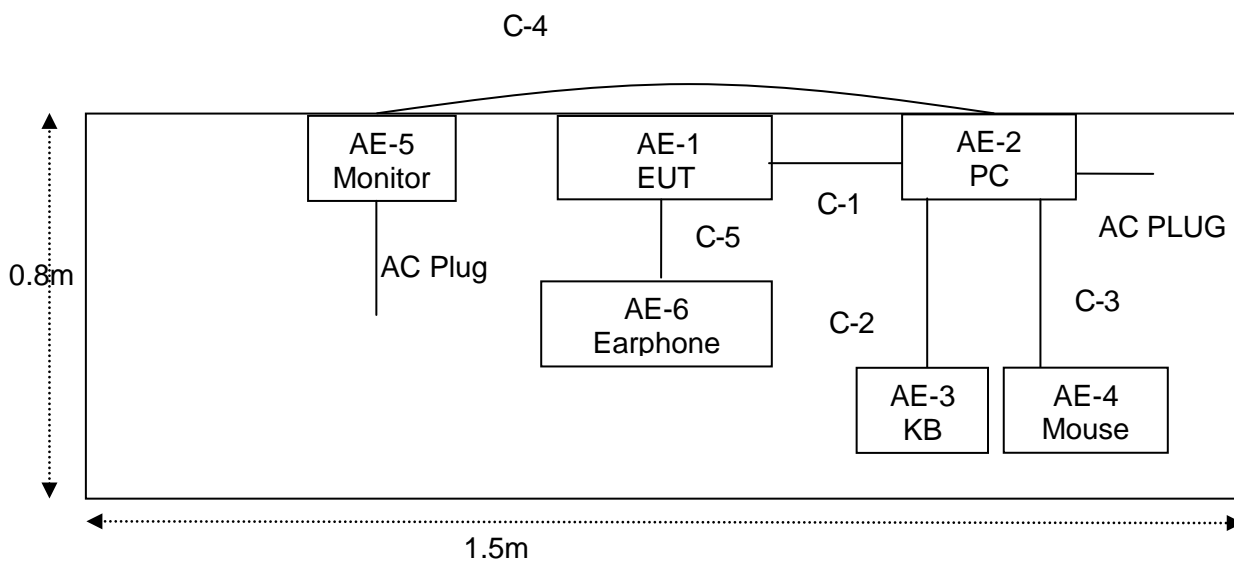 C-4
AE-5
Monitor
AE-1
EUT
AE-2
PC
C-1
AC PLUG
C-5
AC Plug
0.8m
AE-6
Earphone
C-2
C-3
AE-3
KB
AE-4
Mouse
1.5m